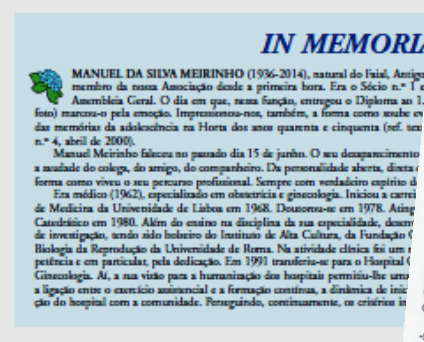 IN MEMORIA
MANUEL DA SILVA MEIRINHO (1936-2014), natural do Faial, Antigo
membro da nossa Associação desde a primeira hora. Era o Sócio n.º 1 e
Assembleia Geral. O dia em que, nessa função, entregou o Diploma ao 1.
foto) marcou-o pela emoção. Impressionou-nos, também, a forma como soube ev
das memórias da adolescência na Horta dos anos quarenta e cinquenta (ref. sex
n.º 4, abril de 2000).
Manuel Meirinho faleceu no passado dia 15 de junho. O seu desaparecimento
a saudade do colega, do amigo, do companheiro. Da personalidade aberta, direta e
forma como viveu o seu percurso profissional. Sempre com verdadeiro espírito d
Era médico (1962), especializado em obstetrícia e ginecologia. Iniciou a carrei
de Medicina da Universidade de Lisboa em 1968. Doutorou-se em 1978. Ating
Catedrático em 1980. Além do ensino na disciplina da sua especialidade, desem
de investigação, tendo sido bolseiro do Instituto de Alta Cultura, da Fundação
Biologia da Reprodução da Universidade de Roma. Na atividade clínica foi um
petência e em particular, pela dedicação. Em 1991 transferiu-se para o Hospital
Ginecologia. Aí, a sua visão para a humanização dos hospitais permitiu-lhe uma
a ligação entre o exercício assistencial e a formação contínua, a dinâmica de inic
ção do hospital com a comunidade. Perseguindo, continuamente, os critérios